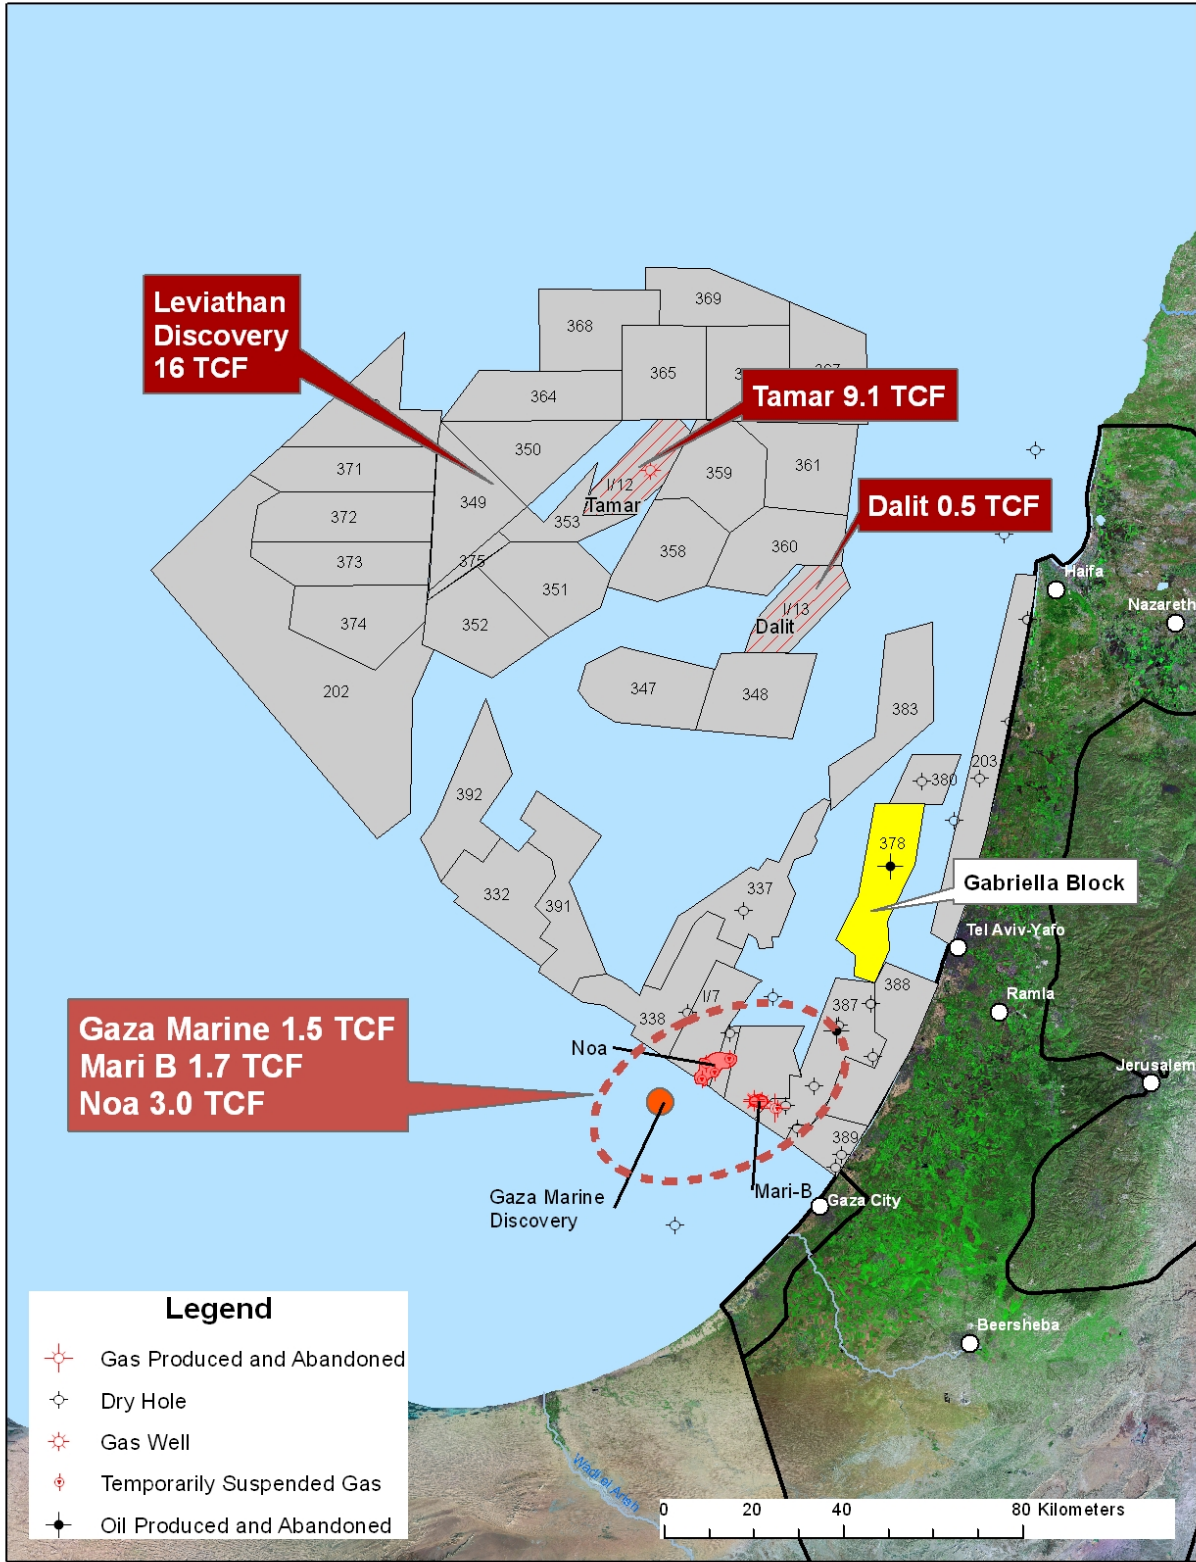 369
368
365
367
Leviathan
Discovery
16 TCF
364
Tamar 9.1 TCF
350
359
361
371
I/12
Tamar
349
Dalit 0.5 TCF
372
353
358
360
373
375
351
Haifa
I/13
Dalit
Nazareth
374
352
202
347
348
383
203
380
392
378
Gabriella Block
337
332
391
Tel Aviv-Yafo
388
Ramla
I/7
387
338
Gaza Marine 1.5 TCF
Mari B 1.7 TCF
Noa 3.0 TCF
Noa
Jerusalem
389
Mari-B
Gaza Marine
Discovery
Gaza City
Beersheba
Legend
Gas Produced and Abandoned
Dry Hole
Gas Well
Temporarily Suspended Gas
Oil Produced and Abandoned
Wadi el Arish
0 20 40 80 Kilometers